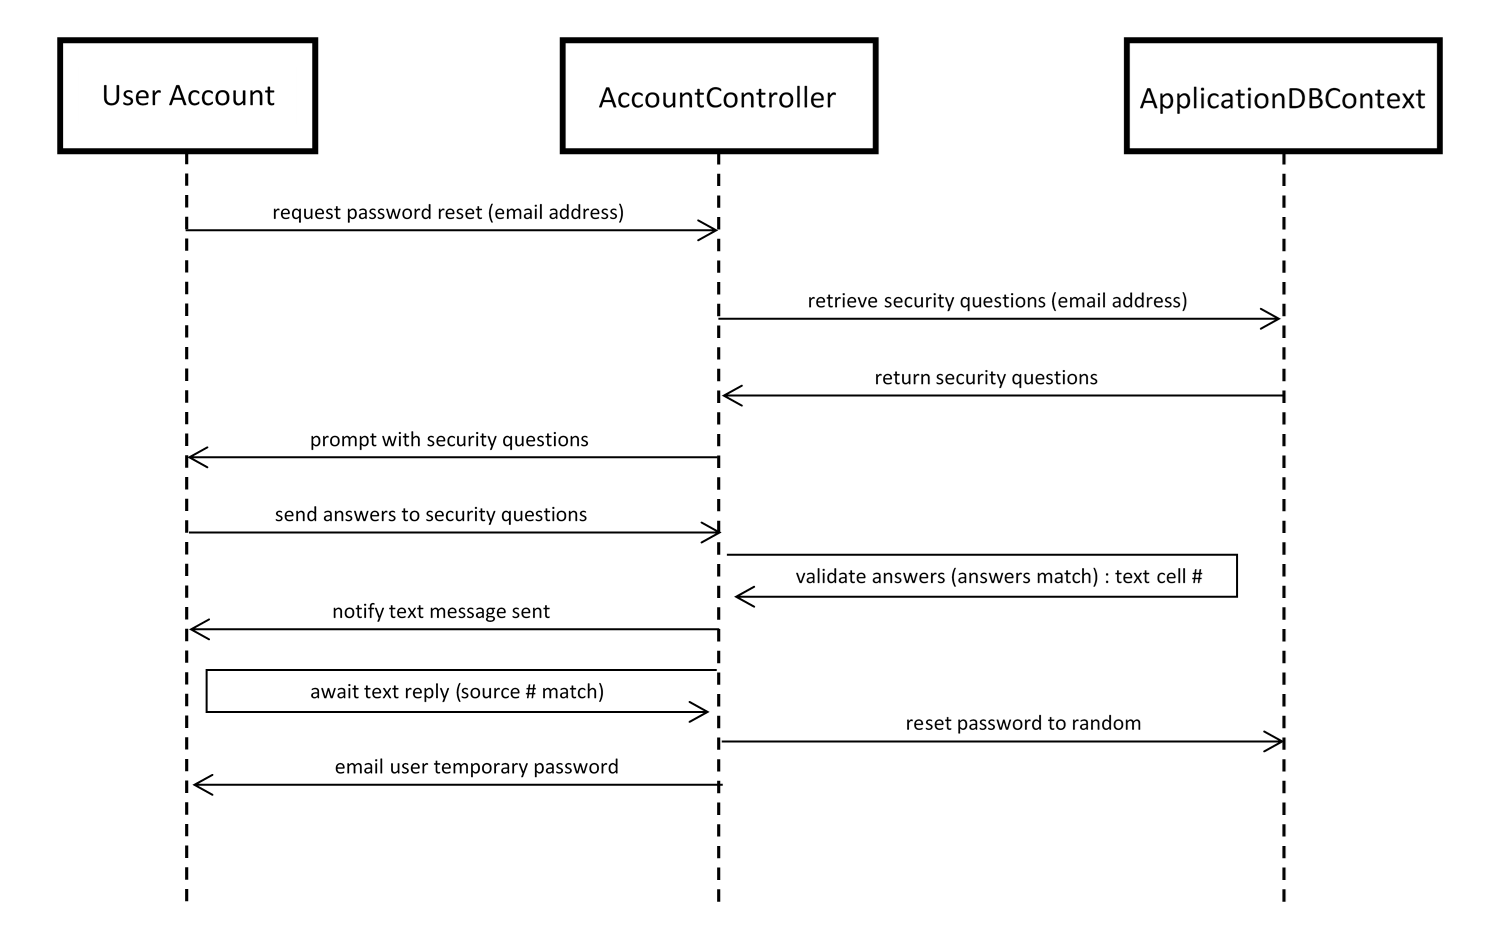 User Account
AccountController
ApplicationDBContext
request password reset (email address)
retrieve security questions (email address)
return security questions
prompt with security questions
send answers to security questions
validate answers (answers match) : text cell #
notify text message sent
await text reply (source # match)
reset password to random
email user temporary password